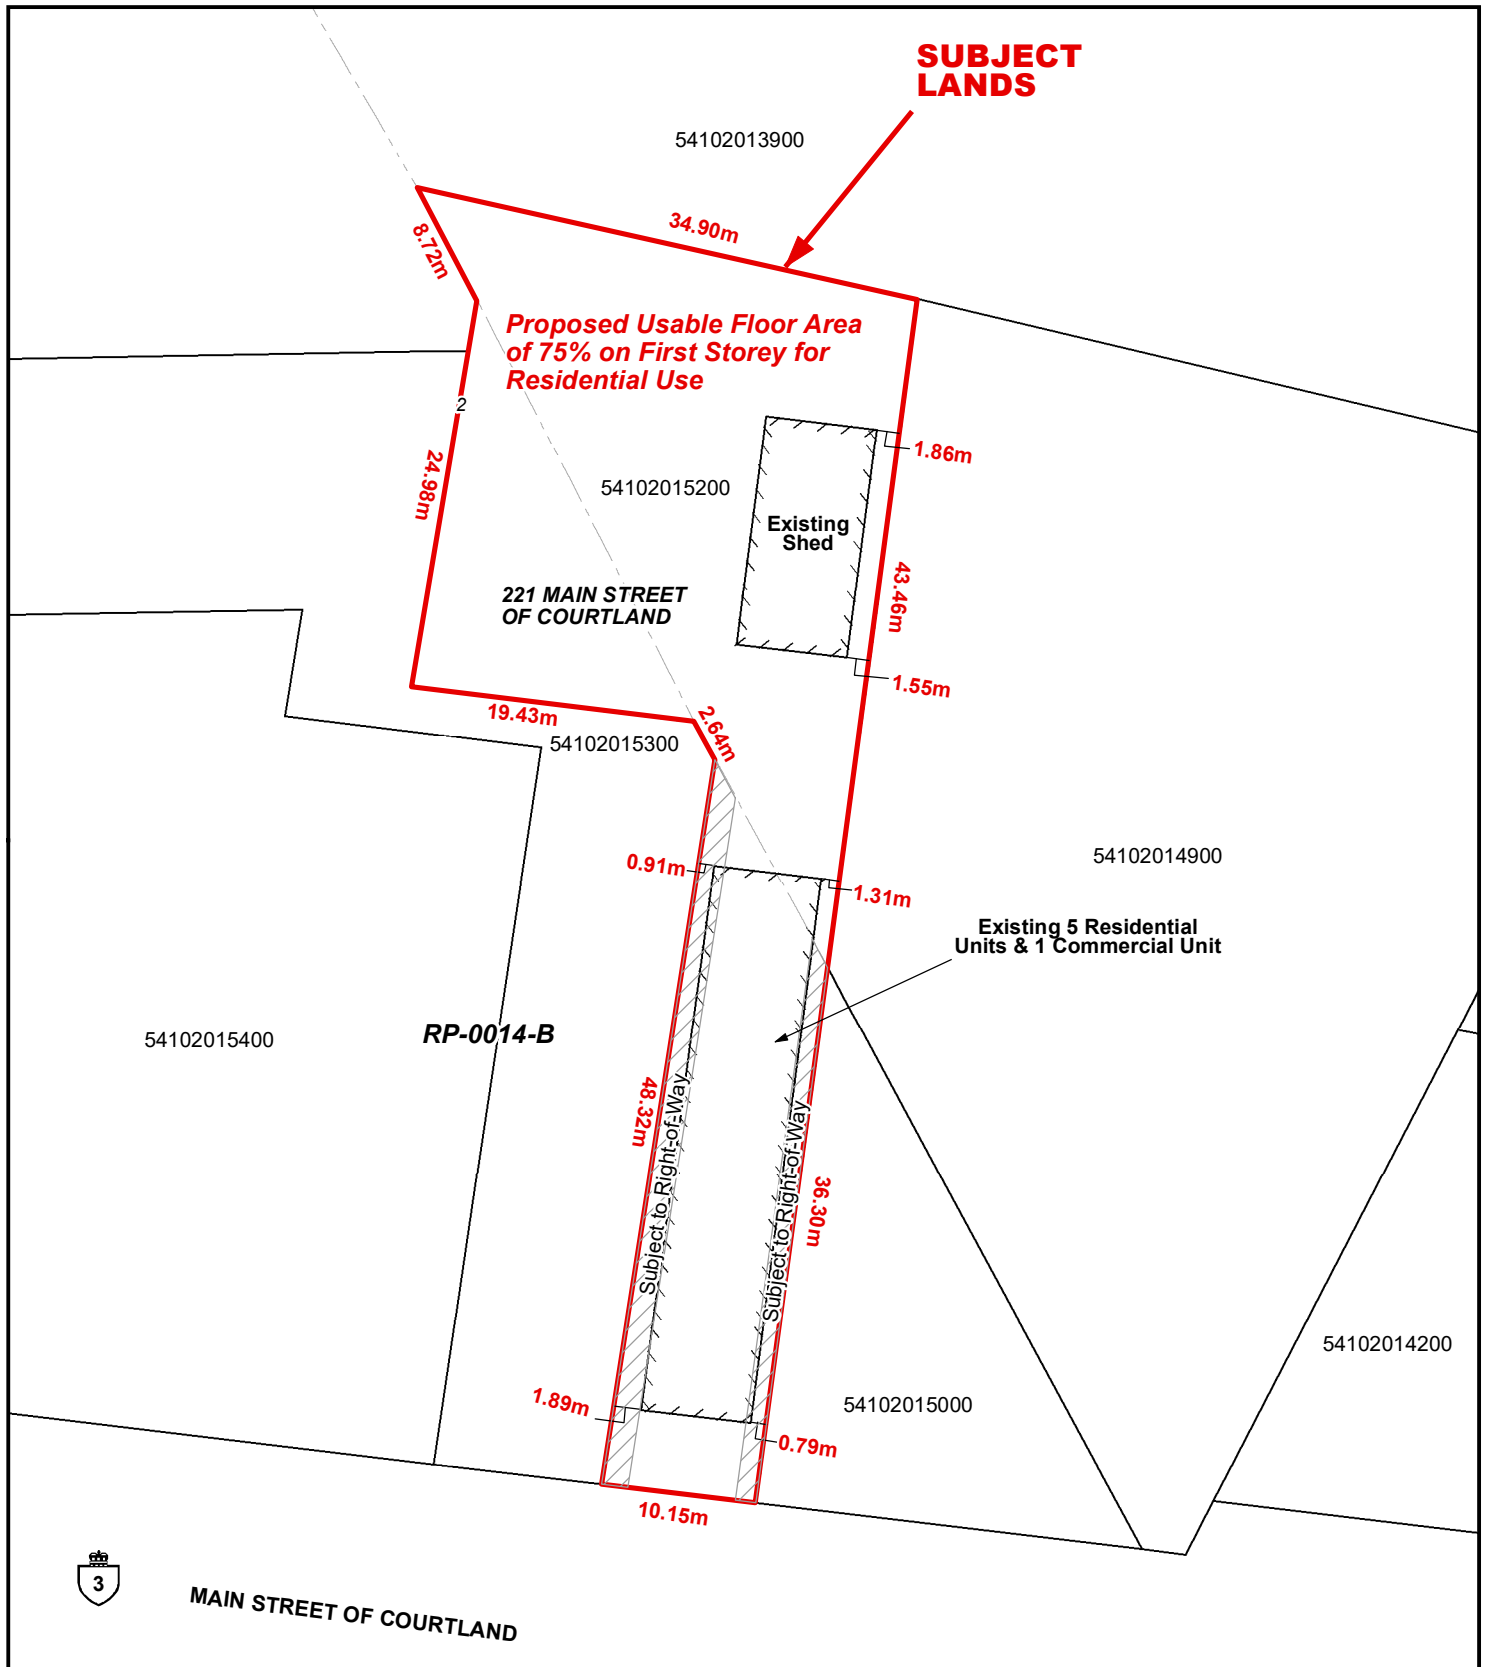 SUBJECT
LANDS
54102013900
34.90m
8.72m
Proposed Usable Floor Area
of 75% on First Storey for
Residential Use
2
1.86m
24.98m
54102015200
Existing
Shed
43.46m
221 MAIN STREET
OF COURTLAND
1.55m
19.43m
2.64m
54102015300
0.91m
54102014900
1.31m
Existing 5 Residential
Units & 1 Commercial Unit
54102015400
RP-0014-B
48.32m
Subject to Right-of-Way
Subject to Right-of-Way
36.30m
54102014200
1.89m
54102015000
0.79m
10.15m
3
MAIN STREET OF COURTLAND